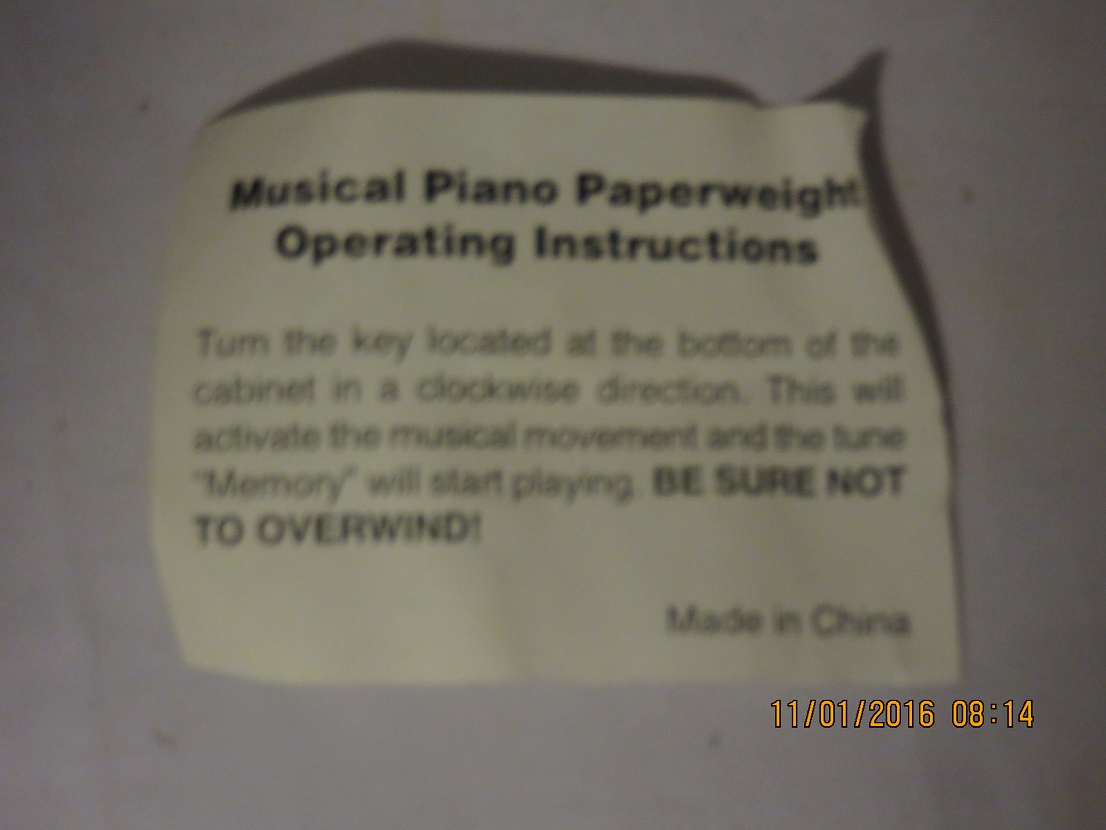 Musical Piano Paperweight
Operating Instructions
Turn the key located at the bottom of the
cabinet in a clockwise direction. This will
activate the musical movement and the tune
"Memory" will start playing. BE SURE NOT
TO OVERWIND!
Made in China
11/01/2016 08:14